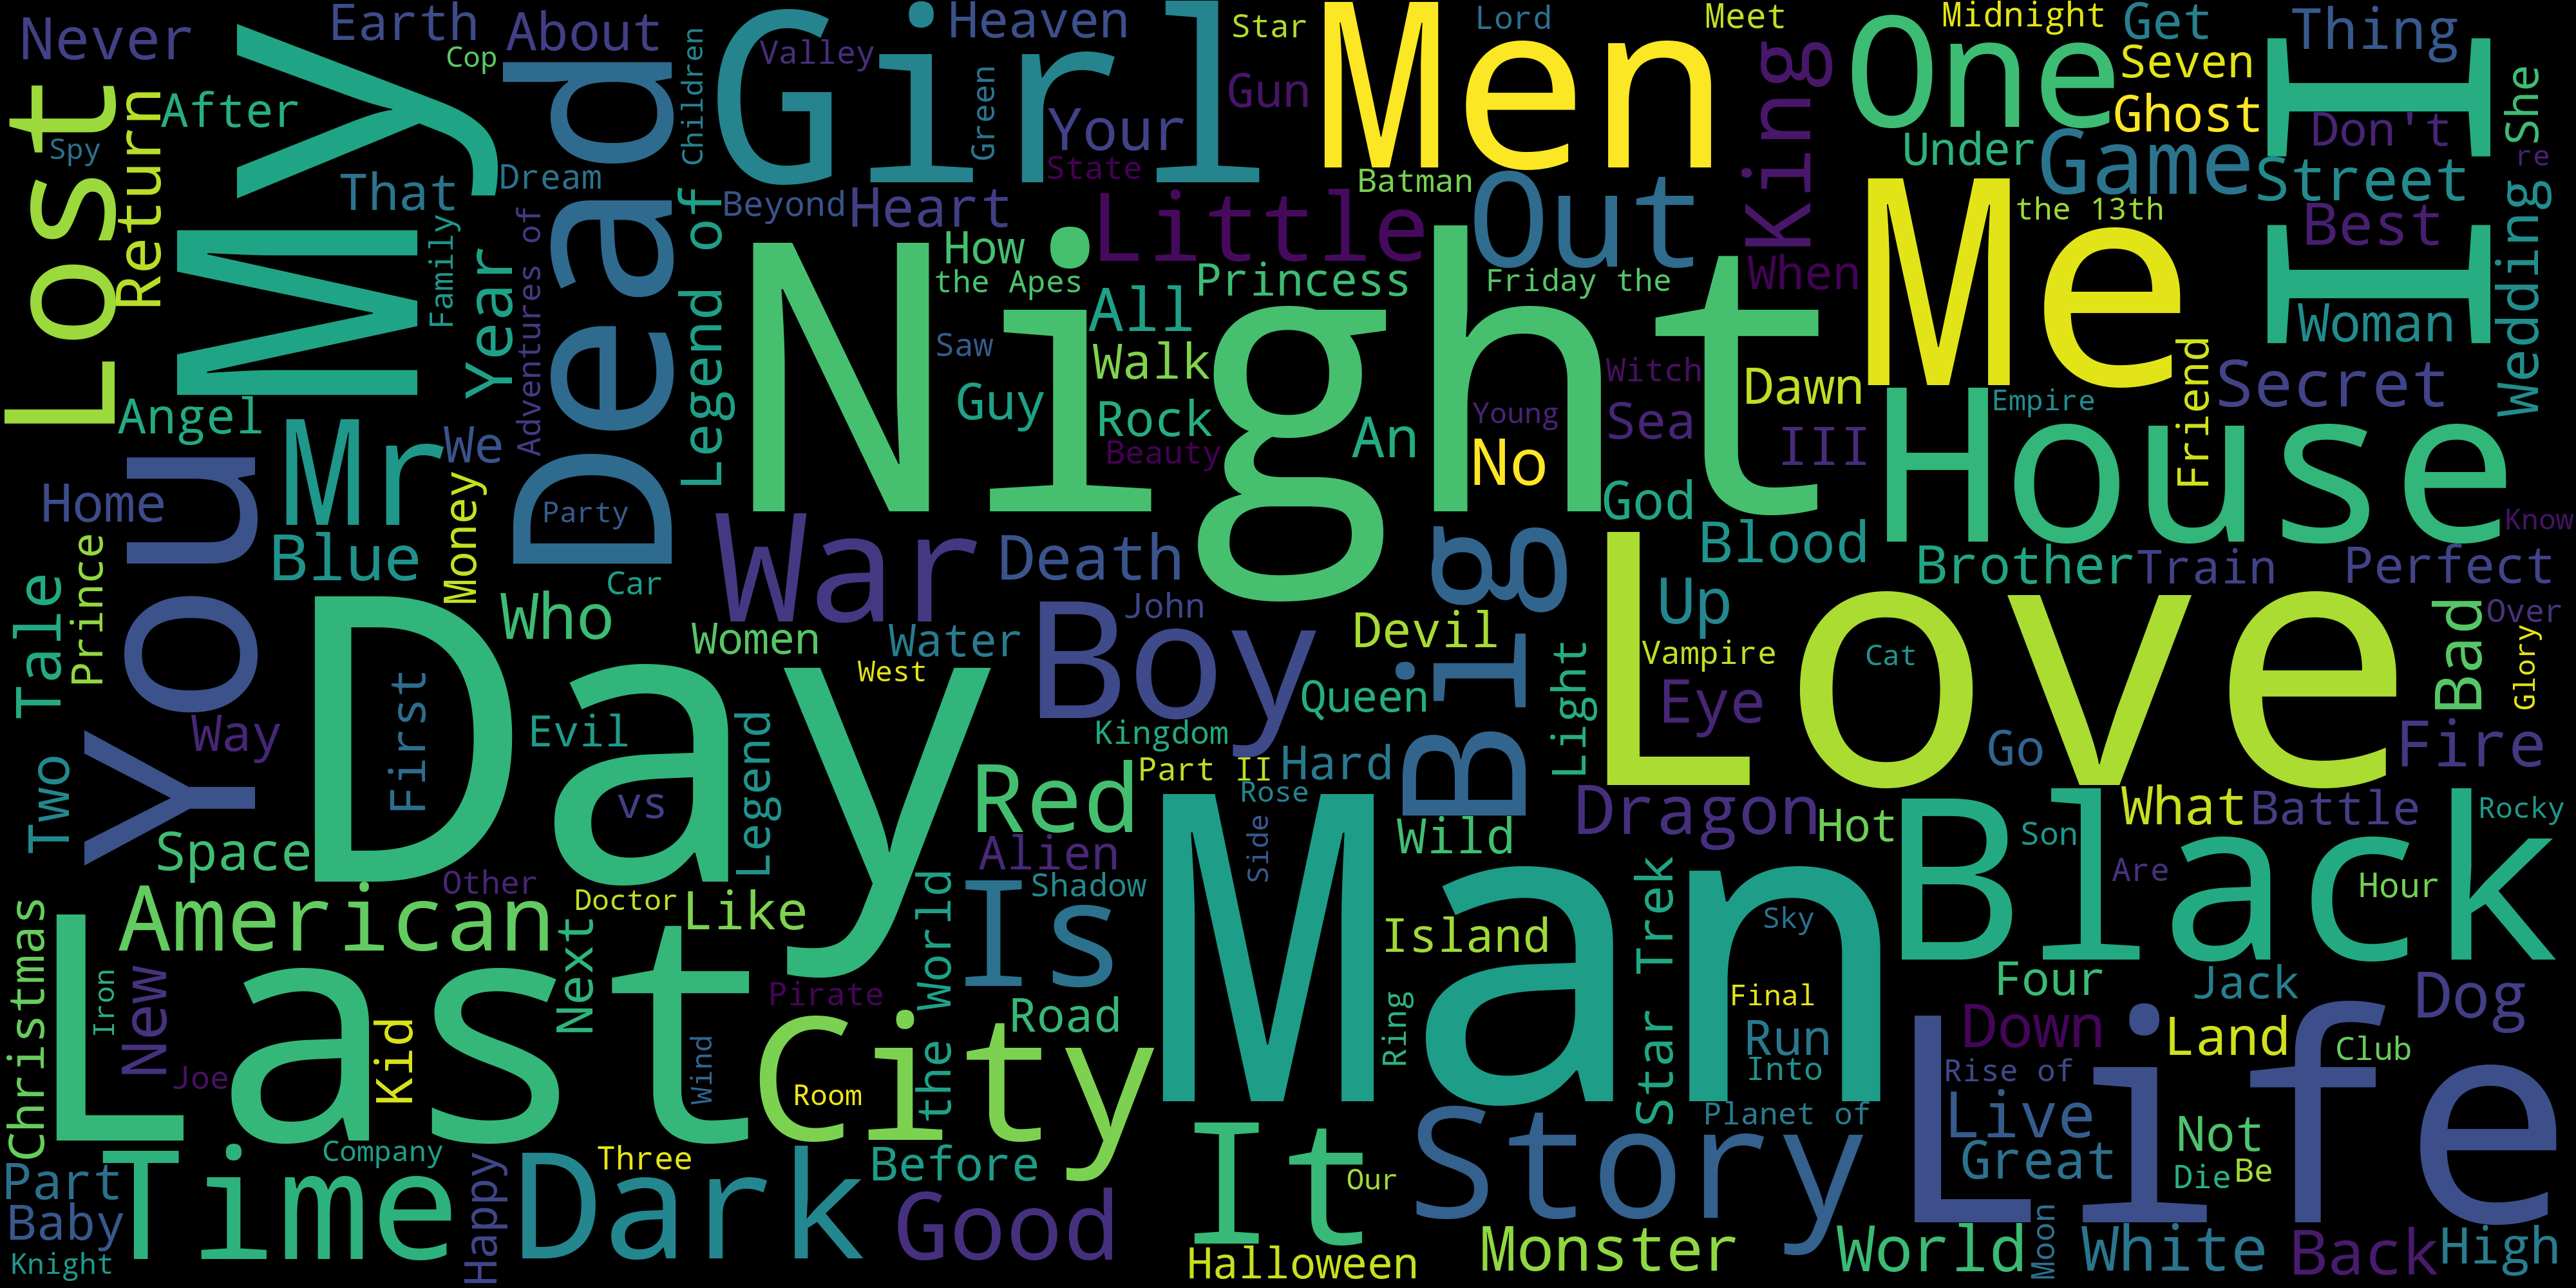 Never
Earth
Cop
About
Girl
Valley
Heaven
Star
Gun
Men
Lord
Meet
King
One
Midnight
Get
Seven
Ghost
Thing
II
She
Lost
Spy
After
Return
My
That
Family
Year
Dream
Dead
Children
Green
Your
State
Beyond
Heart
Little
Batman
Out
Under
Game
Street
Don't
re
Best
the 13th
Wedding
Adventures of
Legend of
How
the Apes
Princess
Friday the
When
Me
Woman
Night
Saw
All
Walk
Guy
Rock
Beauty
An
Young
No
Witch
Sea
Dawn
III
Empire
Friend
Secret
Angel
We
Mr
House
Home
You
Money
Blue
Party
War
Death
Big
God
Blood
Know
Brother
Train
Perfect
Tale
Prince
Car
Who
Women
Water
John
Boy
Devil
Up
Vampire
Love
Cat
Bad
Over
Glory
Day
West
Queen
Light
Eye
Way
First
Evil
Legend
Kingdom
Hard
Go
Fire
Two
vs
Red
Part II
Rose
Side
Wild
Dragon
Hot
What
Battle
Rocky
Space
Alien
Man
Son
Black
Are
Hour
Other
Doctor
Like
the World
Is
Shadow
Island
Star Trek
Sky
American
Christmas
Iron
New
Last
Next
Pirate
City
Road
Ring
Final
Four
Jack
Dog
Joe
Kid
Wind
Room
Run
Into
Down
Land
Club
Rise of
Life
Story
Planet of
Live
Not
Company
Three
Before
It
Our
Great
Die
Be
Part
Time
Happy
Dark
Good
Baby
Knight
Halloween
Monster
World
Moon
White
Back
High